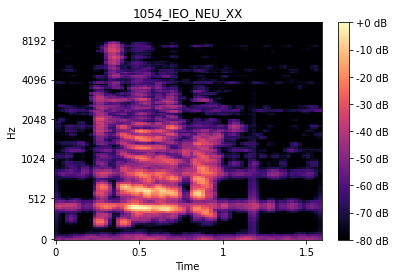 1054_IEO_NEU_XX
+0 dB
8192
-10 dB
4096
-20 dB
-30 dB
2048
Hz
-40 dB
1024
-50 dB
512
-60 dB
-70 dB
0
-80 dB
0
0.5
1
1.5
Time